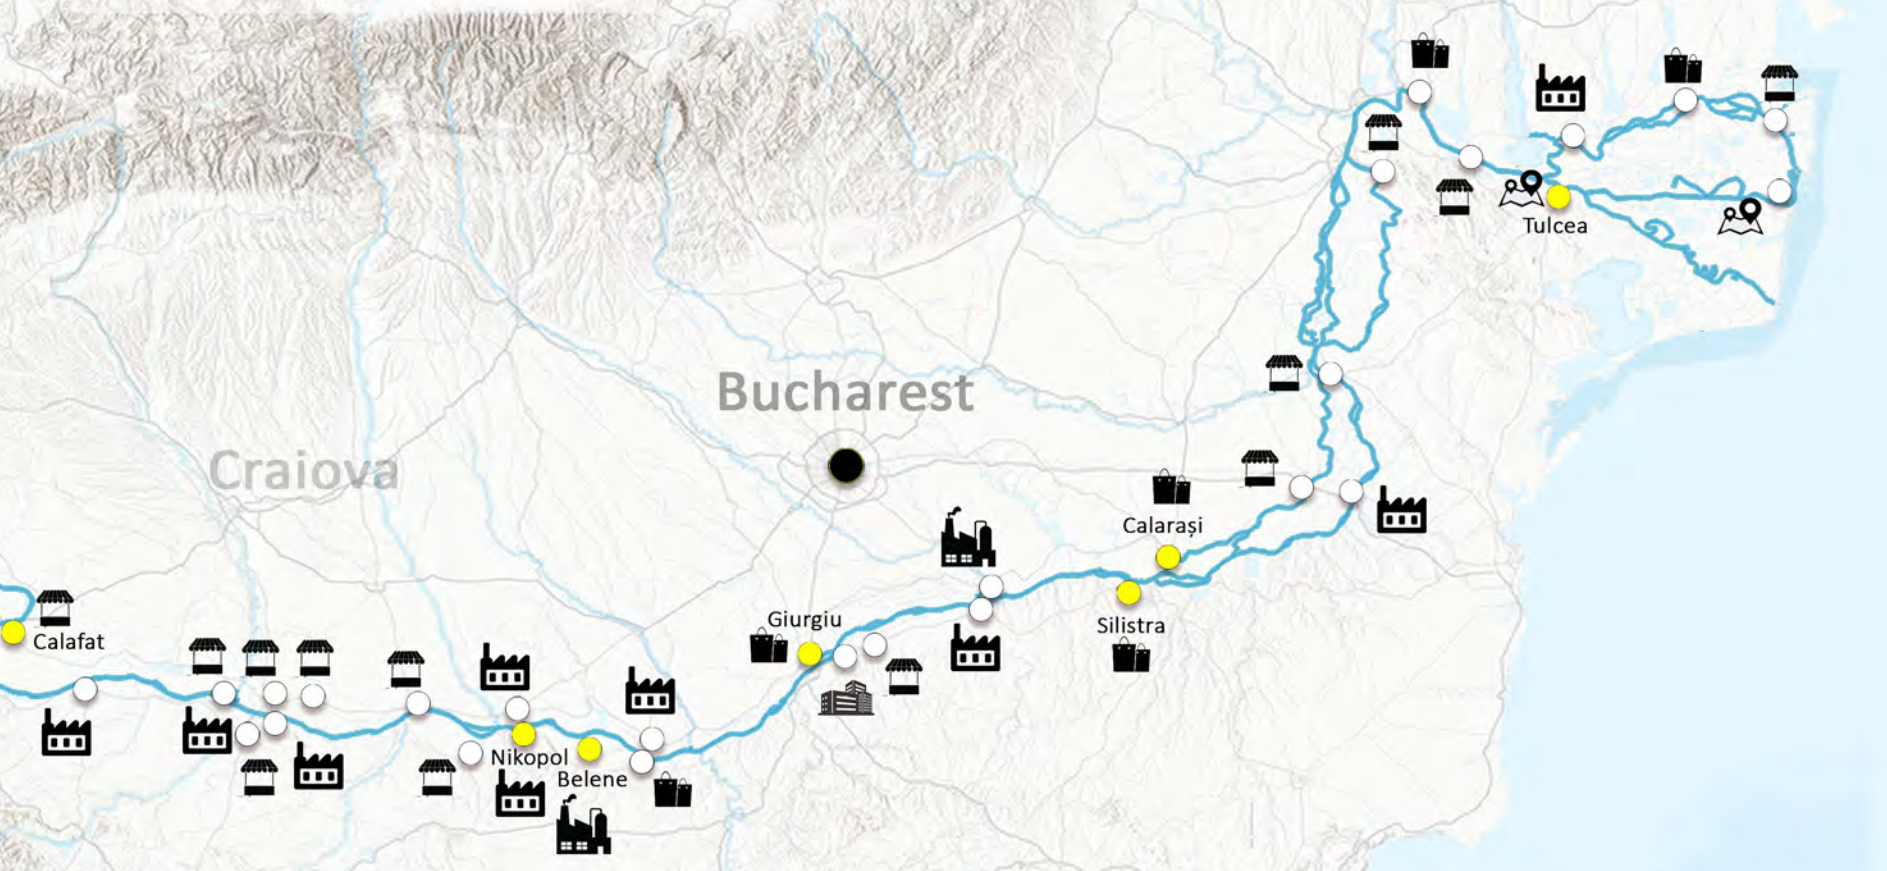 Tulcea
Bucharest
Craiova
Calarași
Giurgiu
Silistra
Calafat
Nikopol
Belene